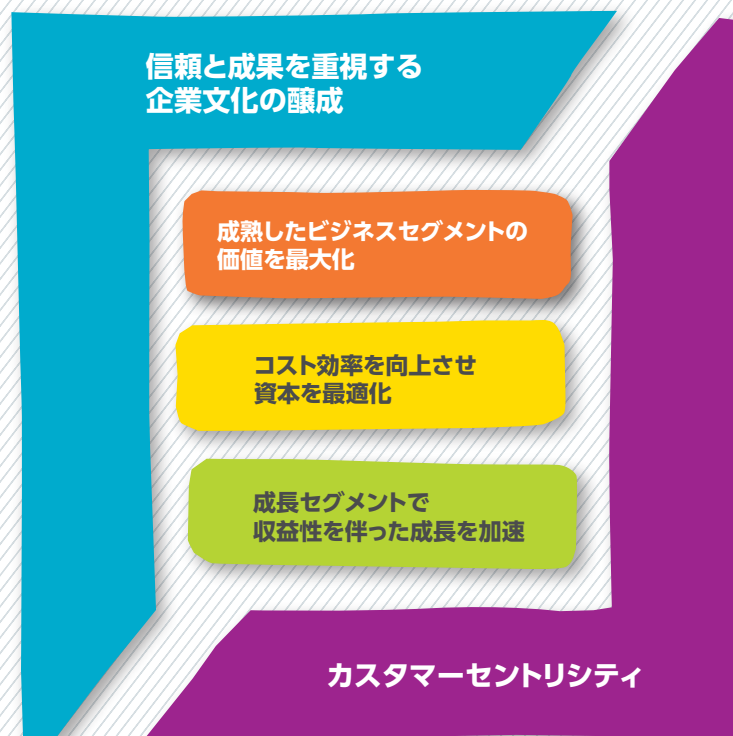 信頼と成果を重視する
企業文化の醸成
成熟したビジネスセグメントの
価値を最大化
コスト効率を向上させ
資本を最適化
成長セグメントで
収益性を伴った成長を加速
カスタマーセントリシティ